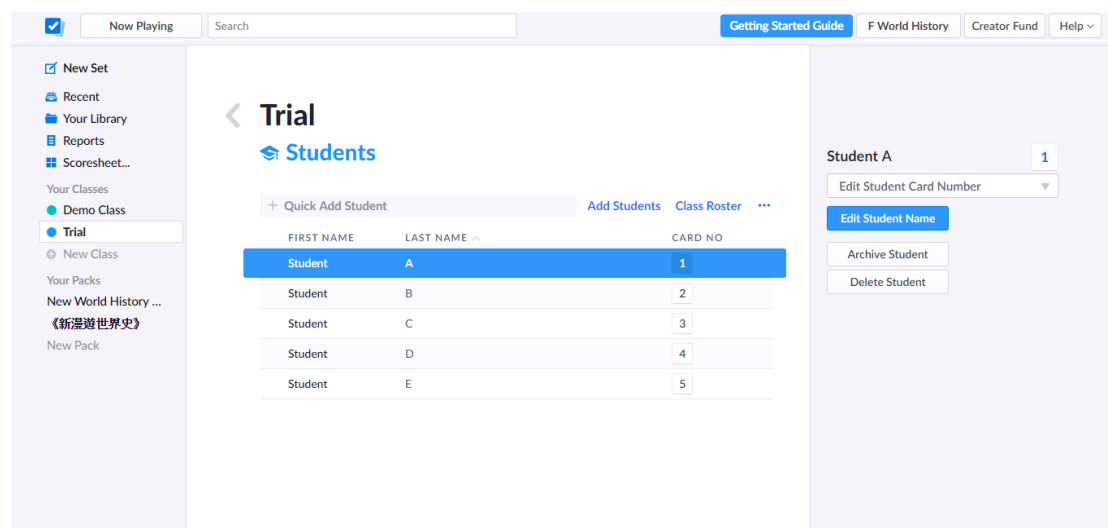 Now Playing
Search
Getting Started Guide
F World History
Creator Fund
Help
New Set
Recent
Your Library
Reports
Scoresheet...
Your Classes
Demo Class
Trial
New Class
Your Packs
New World History ...
《新漫遊世界史》
New Pack
Trial
Students
Quick Add Student
Add Students
Class Roster
...
FIRST NAME LAST NAME CARD NO
Student A 1
Student B 2
Student C 3
Student D 4
Student E 5
Student A 1
Edit Student Card Number
Edit Student Name
Archive Student
Delete Student